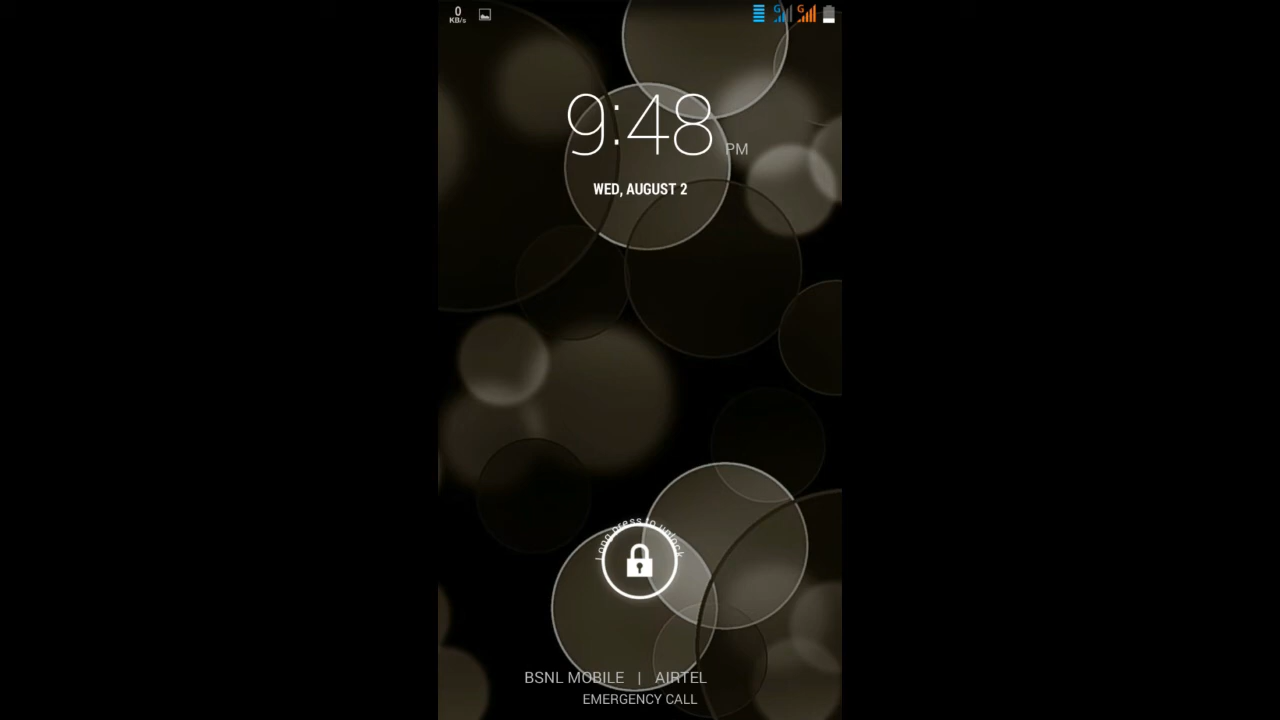 0
KB/s
G G
9:48 PM
WED, AUGUST 2
Long press to unlock
BSNL MOBILE | AIRTEL
EMERGENCY CALL